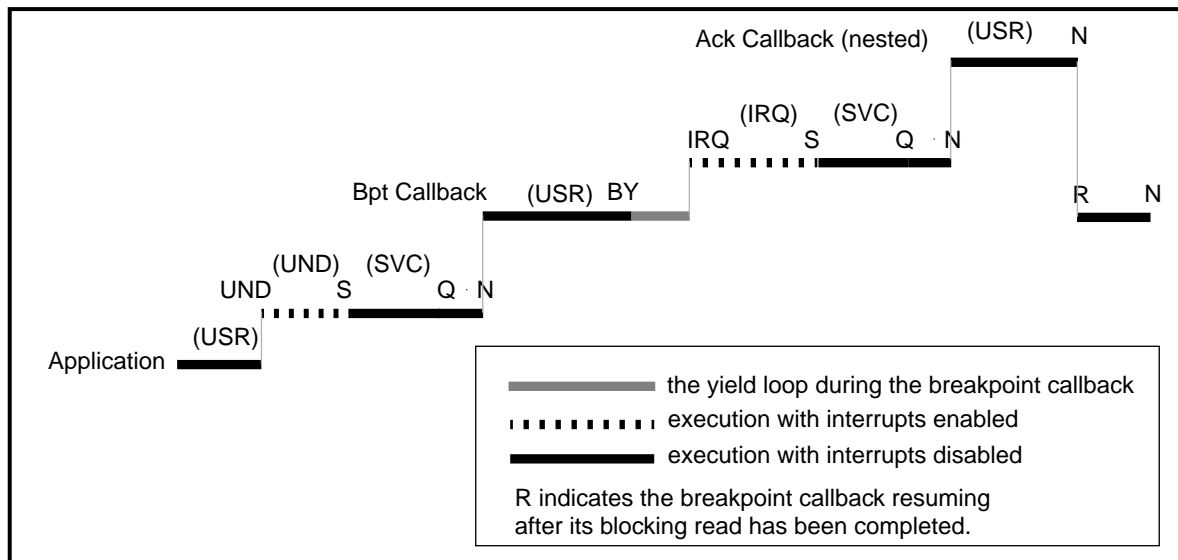 Ack Callback (nested) (USR) N
(IRQ) (SVC)
IRQ S Q N
Bpt Callback (USR) BY
R N
(UND) (SVC)
UND S Q N
(USR)
Application
the yield loop during the breakpoint callback
execution with interrupts enabled
execution with interrupts disabled
R indicates the breakpoint callback resuming
after its blocking read has been completed.